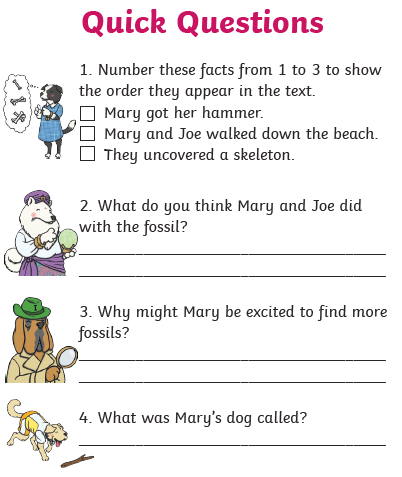 Quick Questions
1. Number these facts from 1 to 3 to show
the order they appear in the text.
Mary got her hammer.
Mary and Joe walked down the beach.
They uncovered a skeleton.
2. What do you think Mary and Joe did
with the fossil?
3. Why might Mary be excited to find more
fossils?
4. What was Mary's dog called?